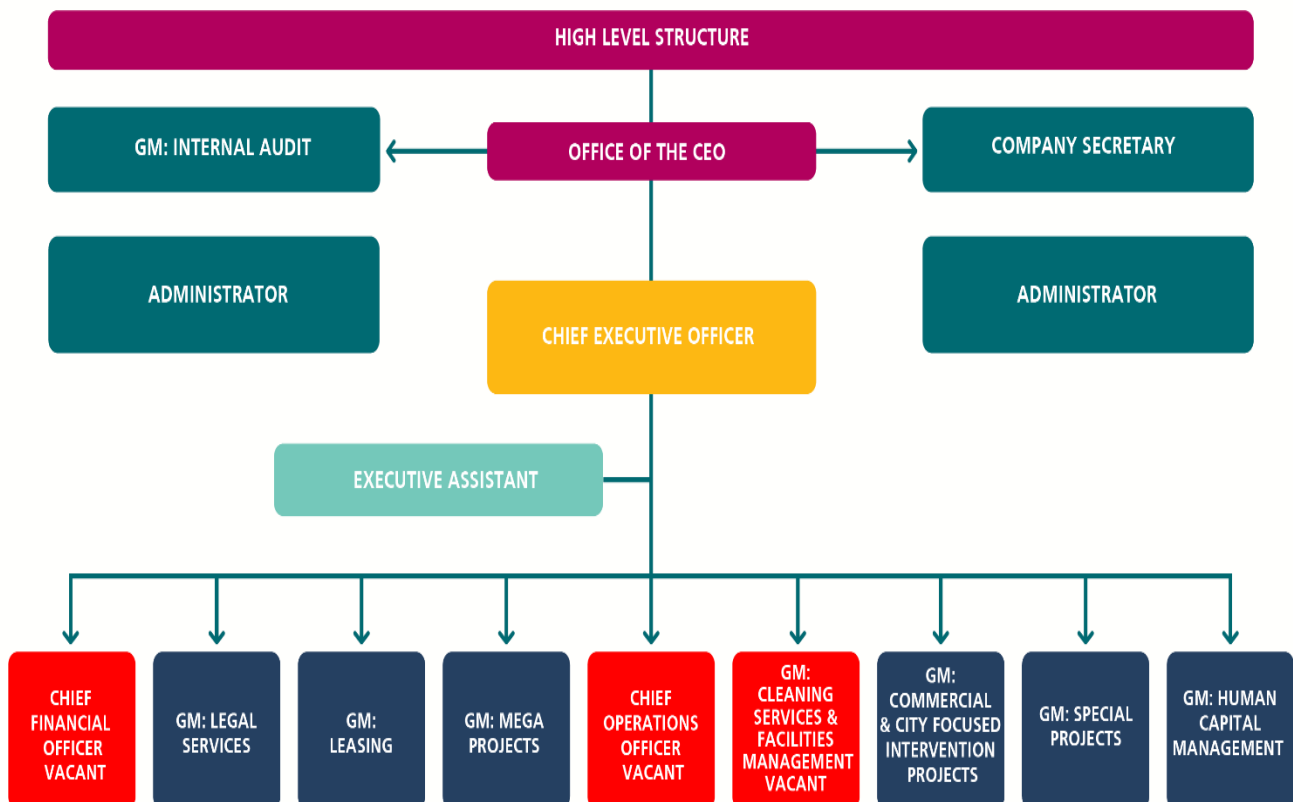 HIGH LEVEL STRUCTURE
GM: INTERNAL AUDIT
OFFICE OF THE CEO
COMPANY SECRETARY
ADMINISTRATOR
ADMINISTRATOR
CHIEF EXECUTIVE OFFICER
EXECUTIVE ASSISTANT
CHIEF
FINANCIAL
OFFICER
VACANT
GM: LEGAL
SERVICES
GM:
LEASING
GM: MEGA
PROJECTS
CHIEF
OPERATIONS
OFFICER
VACANT
GM:
CLEANING
SERVICES &
FACILITIES
MANAGEMENT
VACANT
GM:
COMMERCIAL
& CITY FOCUSED
INTERVENTION
PROJECTS
GM: SPECIAL
PROJECTS
GM: HUMAN
CAPITAL
MANAGEMENT